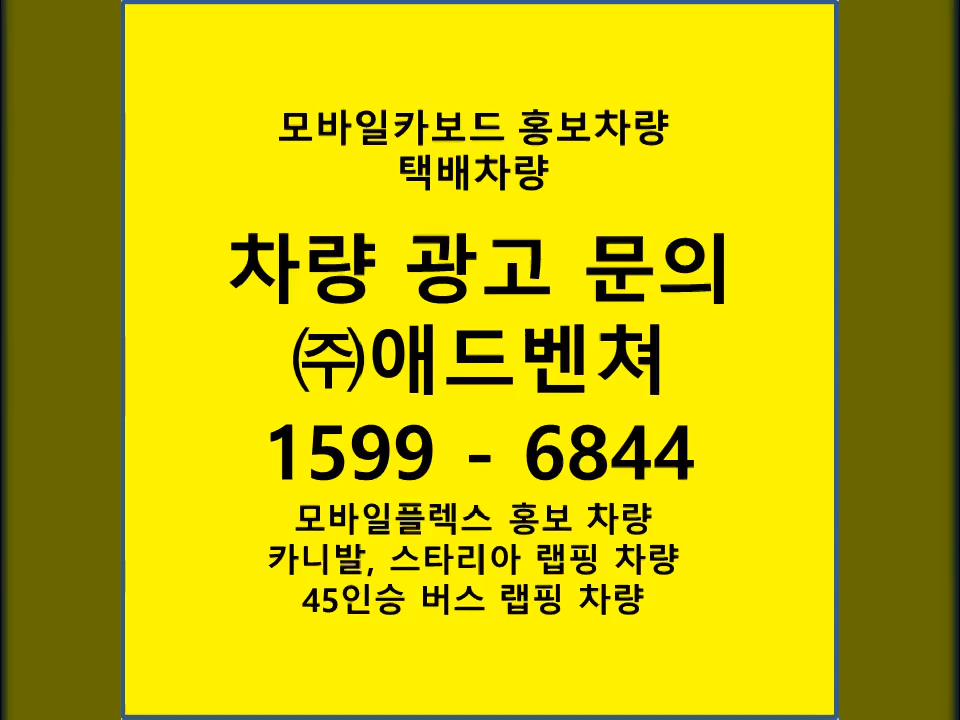 모바일카보드 홍보차량
택배차량
차량 광고 문의
㈜애드벤쳐
1599 - 6844
모바일플렉스 홍보 차량
카니발, 스타리아 랩핑 차량
45인승 버스 랩핑 차량